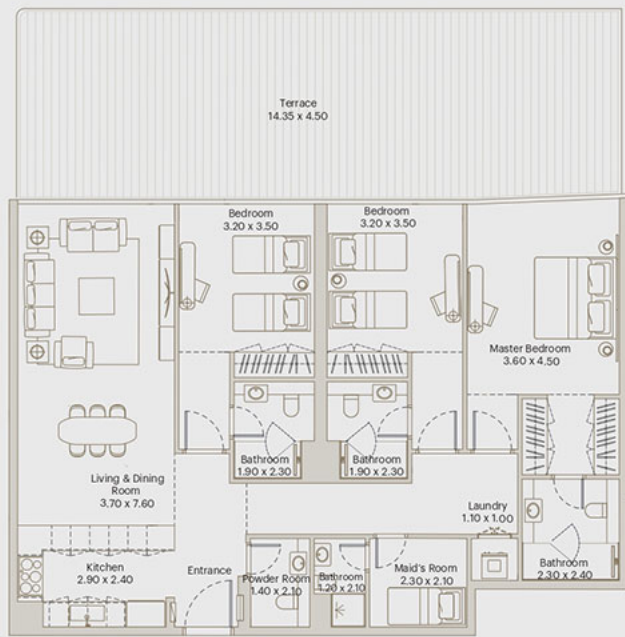 Terrace
14.35 x 4.50
Bedroom
3.20 x 3.50
Bedroom
3.20 x 3.50
Master Bedroom
3.60 x 4.50
Bathroom
1.90 x 2.30
Bathroom
1.90 x 2.30
Living & Dining
Room
3.70 x 7.60
Laundry
1.10 x 1.00
Kitchen
2.90 x 2.40
Entrance
Powder Room
1.40 x 2.10
Bathroom
1.20 x 2.10
Maid's Room
2.30 x 2.10
Bathroom
2.30 x 2.40